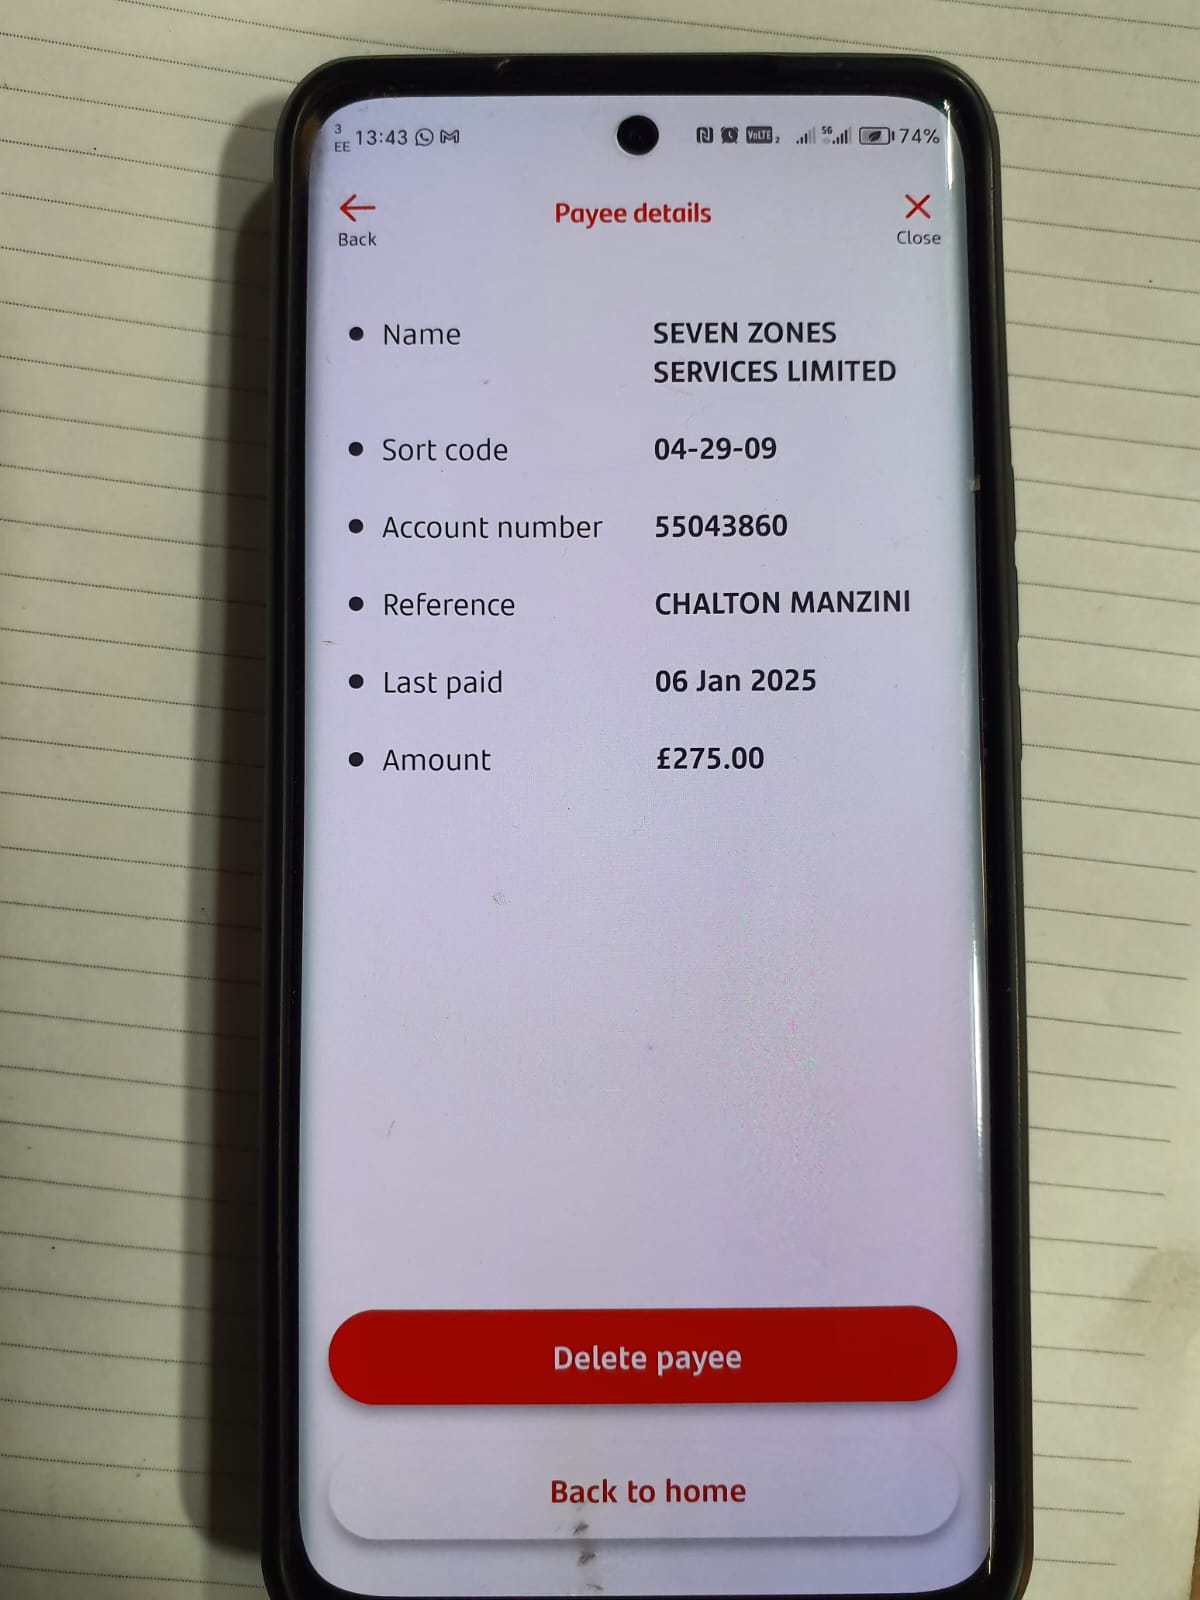 3
EE 13:43 VoLTE 2 5G 74%
Payee details
Back
Close
Name SEVEN ZONES
SERVICES LIMITED
Sort code 04-29-09
Account number 55043860
Reference CHALTON MANZINI
Last paid 06 Jan 2025
Amount £275.00
Delete payee
Back to home